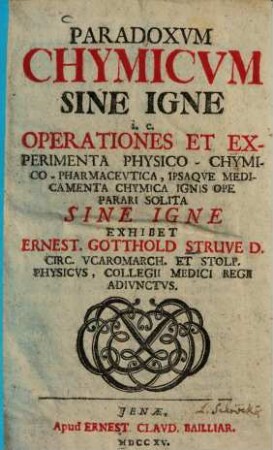 PARADOXVM
CHYMICVM
SINE IGNE
i. e.
OPERATIONES ET EX-
PERIMENTA PHYSICO - CHYMI-
CO - PHARMACEVTICA, IPSAQVE MEDI-
CAMENTA CHYMICA IGNIS OPE
PARARI SOLITA
SINE IGNE
EXHIBET
ERNEST. GOTTHOLD STRUVE D.
CIRC. VCAROMARCH. ET STOLP.
PHYSICVS, COLLEGII MEDICI REGII
ADIVNCTVS.
JENÆ,
Apud ERNEST. CLAVD. BAILLIAR.
MDCCXV.